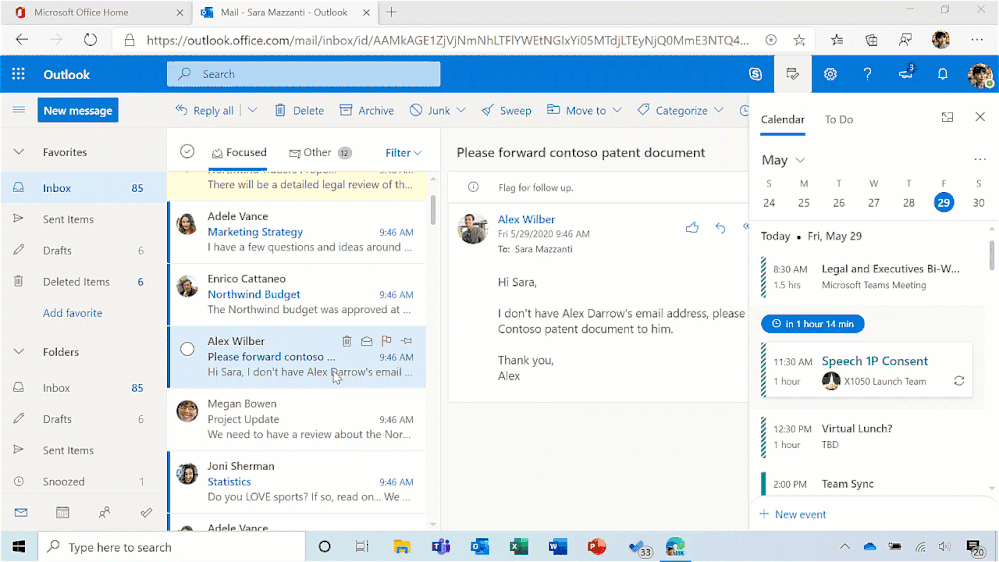 Microsoft Office Home
Mail - Sara Mazzanti - Outlook
https://outlook.office.com/mail/inbox/id/AAMkAGE1ZjVjNmNhLTFlYWEtNGIxYi05MTdjLTEyNjQ0MmE3NTQ4...
Outlook
Search
3
New message
Reply all
Delete
Archive
Junk
Sweep
Move to
Categorize
Favorites
Inbox 85
Sent Items
Drafts 6
Deleted Items 6
Add favorite
Folders
Inbox 85
Drafts 6
Sent Items
Snoozed 1
Focused
Other 12
Filter
There will be a detailed legal review of th...
Adele Vance
Marketing Strategy 9:46 AM
I have a few questions and ideas around ...
Enrico Cattaneo
Northwind Budget 9:46 AM
The Northwind budget was approved at ...
Alex Wilber
Please forward contoso ... 9:46 AM
Hi Sara, I don't have Alex Darrow's email ...
Megan Bowen
Project Update 9:46 AM
We need to have a review about the Nor...
Joni Sherman
Statistics 9:46 AM
Do you LOVE sports? If so, read on... We ...
Adele Vance
Please forward contoso patent document
Flag for follow up.
Alex Wilber
Fri 5/29/2020 9:46 AM
To: Sara Mazzanti
Hi Sara,
I don't have Alex Darrow's email address, please
Contoso patent document to him.
Thank you,
Alex
Calendar
To Do
May
S M T W T F S
24 25 26 27 28 29 30
Today • Fri, May 29
8:30 AM Legal and Executives Bi-W...
1.5 hrs Microsoft Teams Meeting
in 1 hour 14 min
11:30 AM Speech 1P Consent
1 hour X1050 Launch Team
12:30 PM Virtual Lunch?
1 hour TBD
2:00 PM Team Sync
New event
Type here to search
33
20